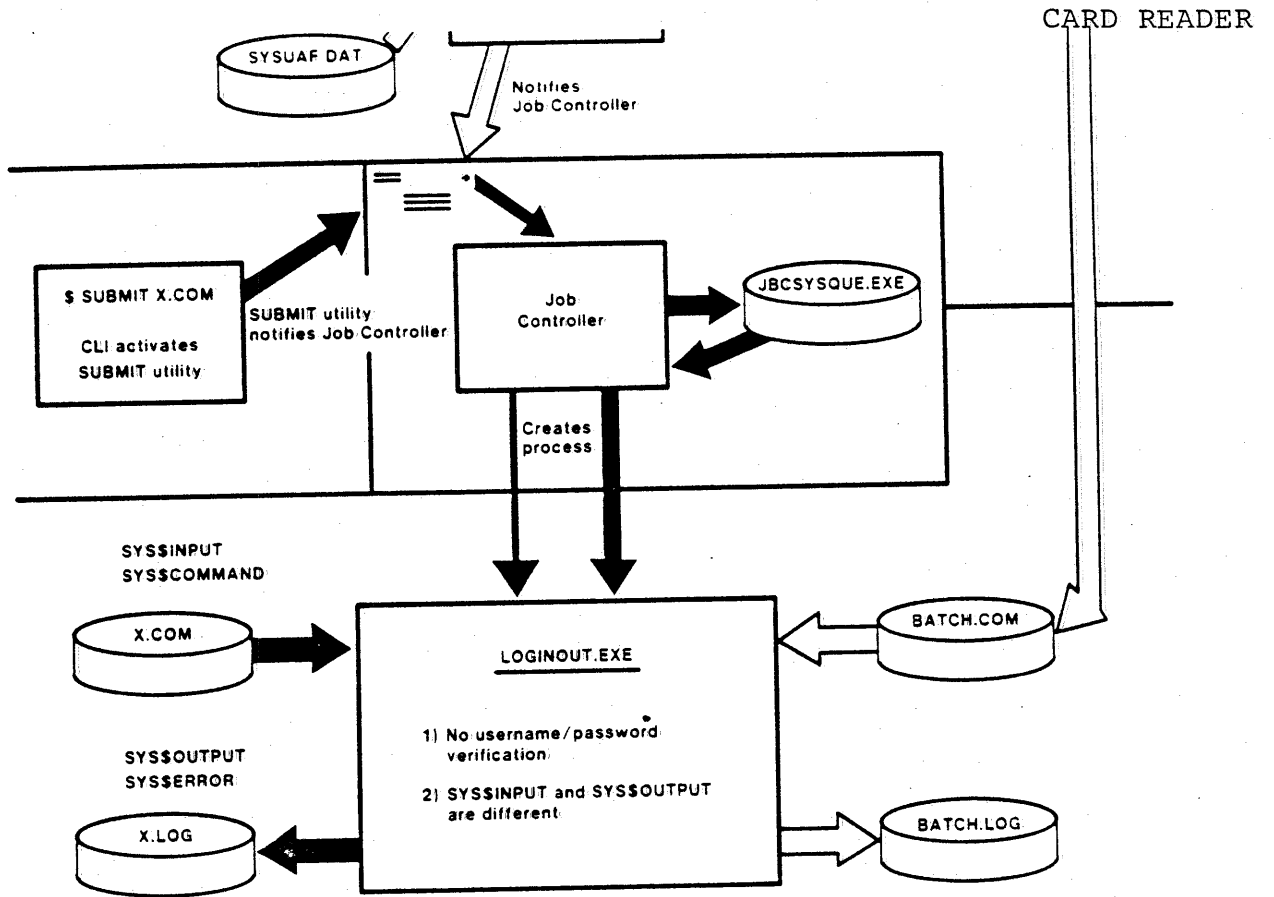 CARD READER
SYSUAF DAT
Notifies
Job Controller
$ SUBMIT X.COM
CLI activates
SUBMIT utility
SUBMIT utility
notifies Job Controller
Job
Controller
JBCSYSQUE.EXE
Creates
process
SYS$INPUT
SYS$COMMAND
X.COM
LOGINOUT.EXE
BATCH.COM
1) No username/password
verification
2) SYS$INPUT and SYS$OUTPUT
are different
SYS$OUTPUT
SYS$ERROR
X.LOG
BATCH.LOG